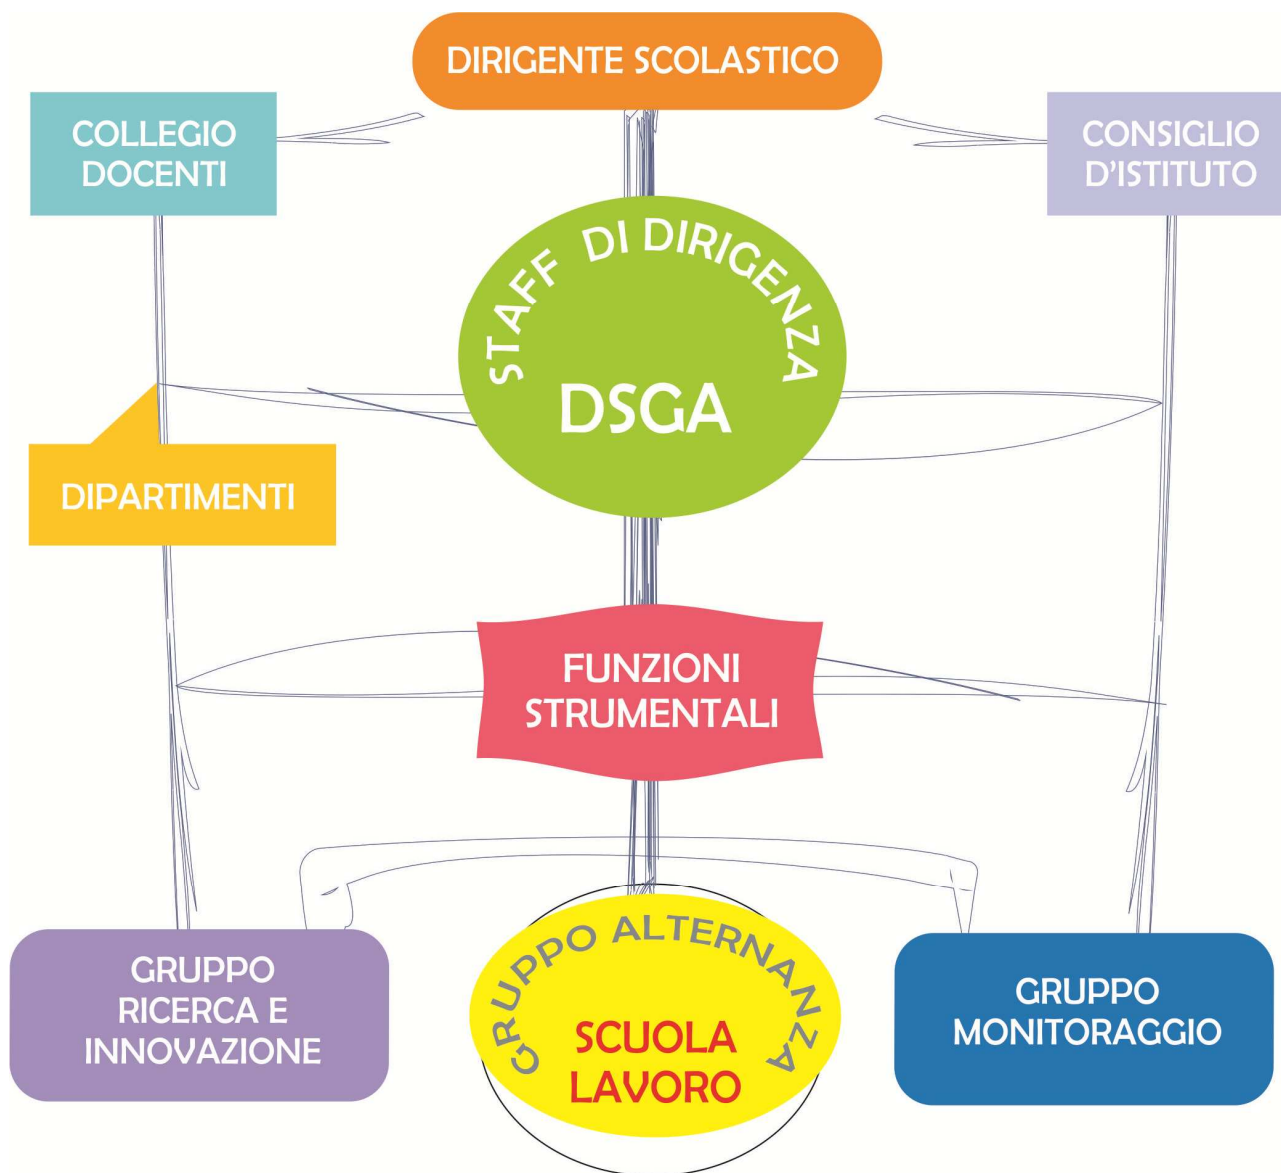 DIRIGENTE SCOLASTICO
COLLEGIO
DOCENTI
CONSIGLIO
D'ISTITUTO
STAFF DI DIRIGENZA
DSGA
DIPARTIMENTI
FUNZIONI
STRUMENTALI
GRUPPO
RICERCA E
INNOVAZIONE
GRUPPO ALTERNANZA
SCUOLA
LAVORO
GRUPPO
MONITORAGGIO